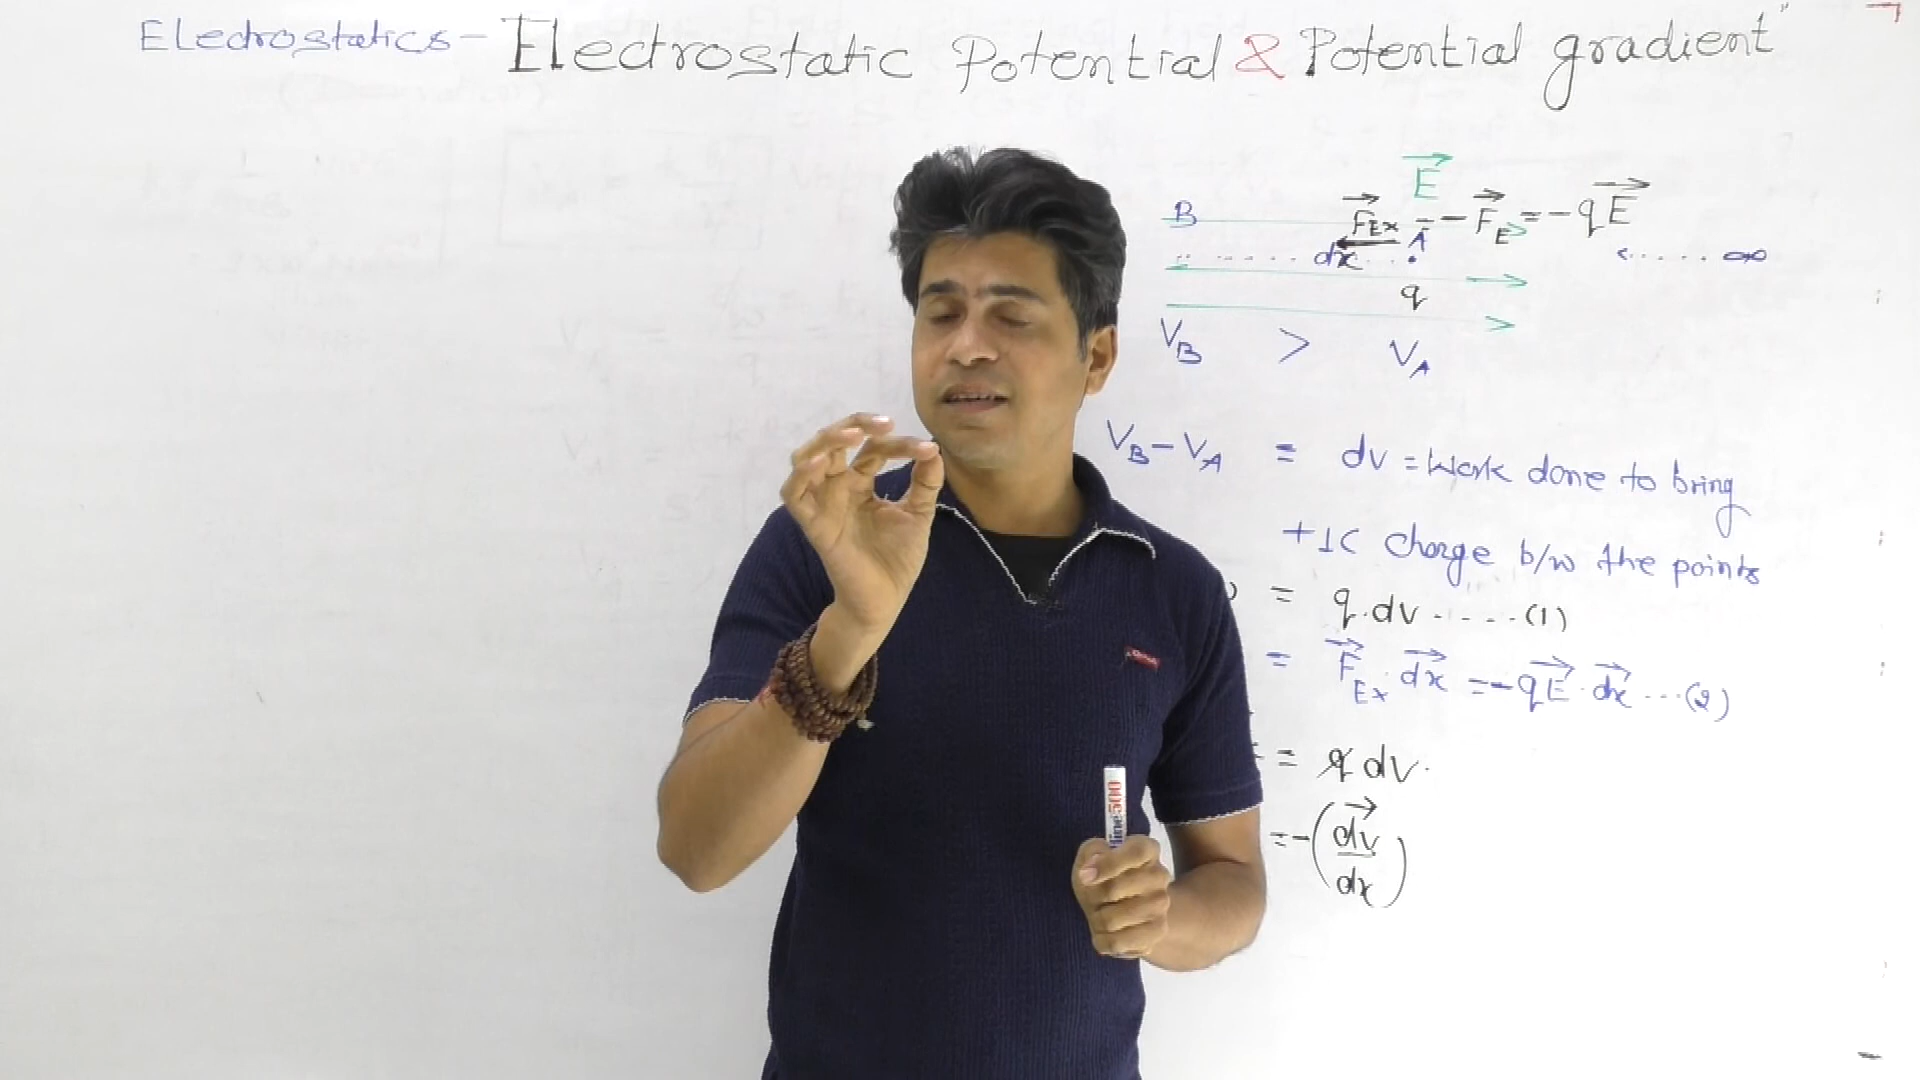 Electrostatics - Electrostatic Potential & Potential gradient"
E
B F_Ex = -F_E = -qE
dx A <..... ∞
q
V_B > V_A
V_B - V_A = dv = Work done to bring
+1C charge b/w the points
= q.dv .....(1)
= F_Ex . dx = -qE . dx ...(2)
= q dv.
= -(dv/dx)
line500